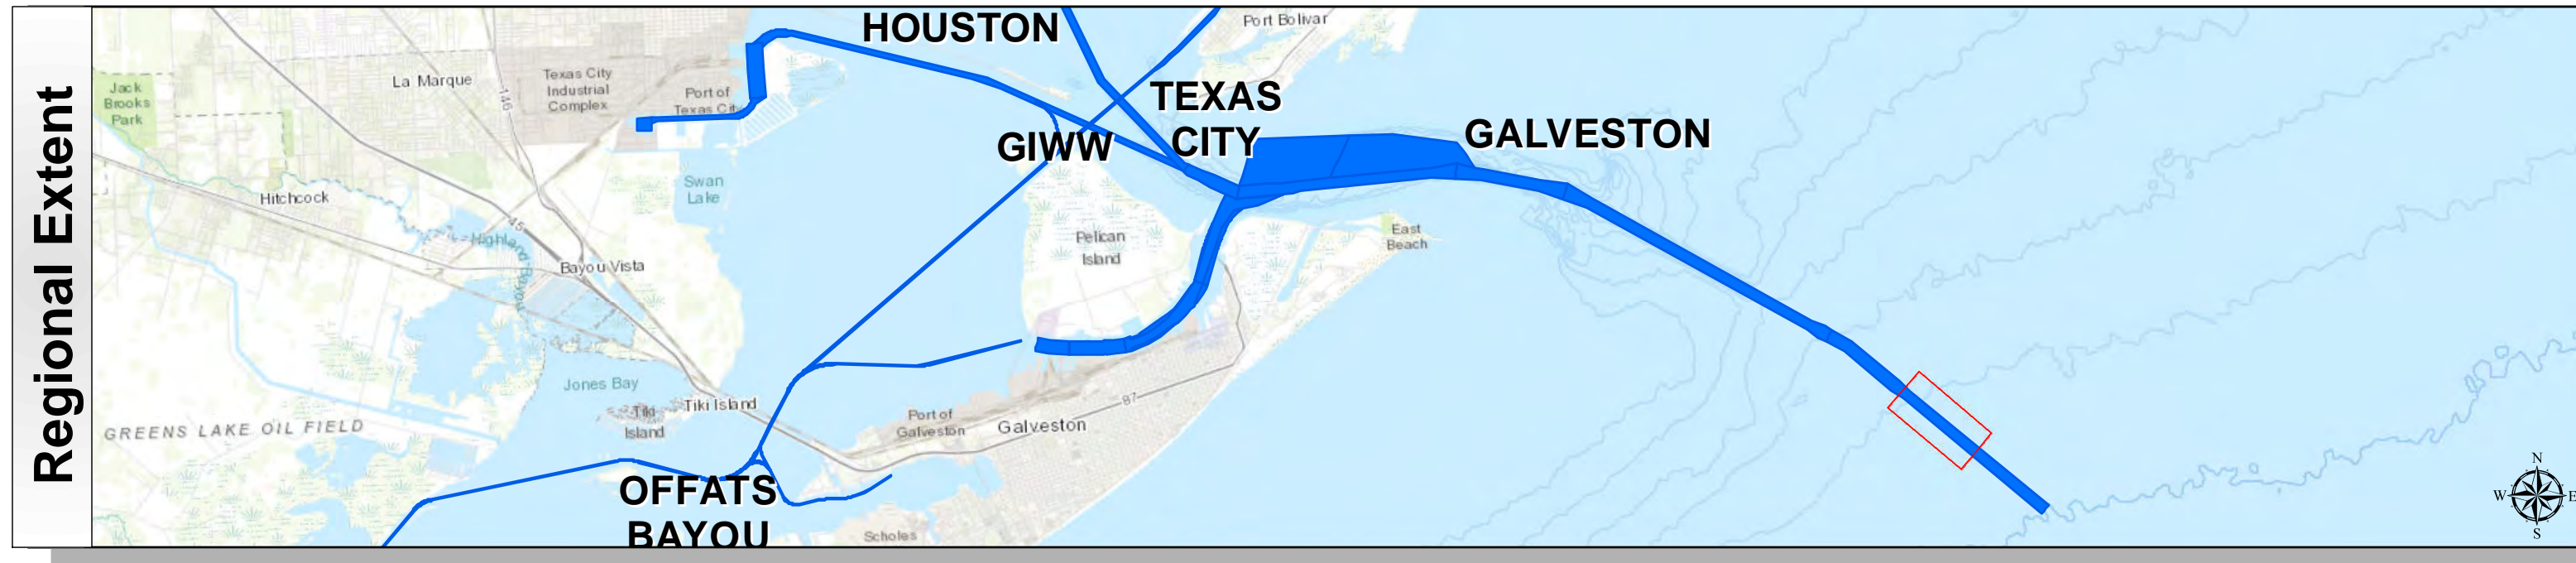 Regional Extent
HOUSTON
Port Bolivar
La Marque
146
Texas City
Industrial
Complex
Port of
Texas City
Jack
Brooks
Park
TEXAS
CITY
GIWW
GALVESTON
Swan
Lake
Hitchcock
45
Highland Bayou
Bayou Vista
Pelican
Island
East
Beach
Jones Bay
Tiki
Island
Tiki Island
87
Port of
Galveston
Galveston
GREENS LAKE OIL FIELD
OFFATS
BAYOU
Scholes
N
W
E
S